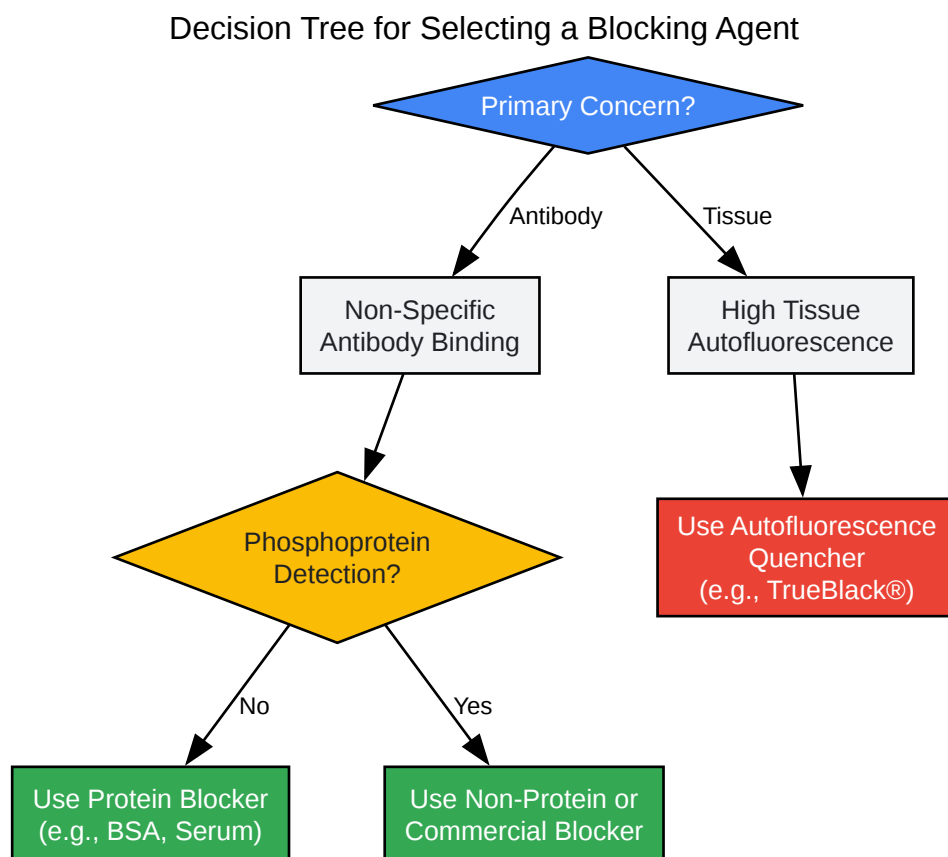 Decision Tree for Selecting a Blocking Agent
Primary Concern?
Antibody
Tissue
Non-Specific
Antibody Binding
High Tissue
Autofluorescence
Phosphoprotein
Detection?
Use Autofluorescence
Quencher
(e.g., TrueBlack®)
No
Yes
Use Protein Blocker
(e.g., BSA, Serum)
Use Non-Protein or
Commercial Blocker